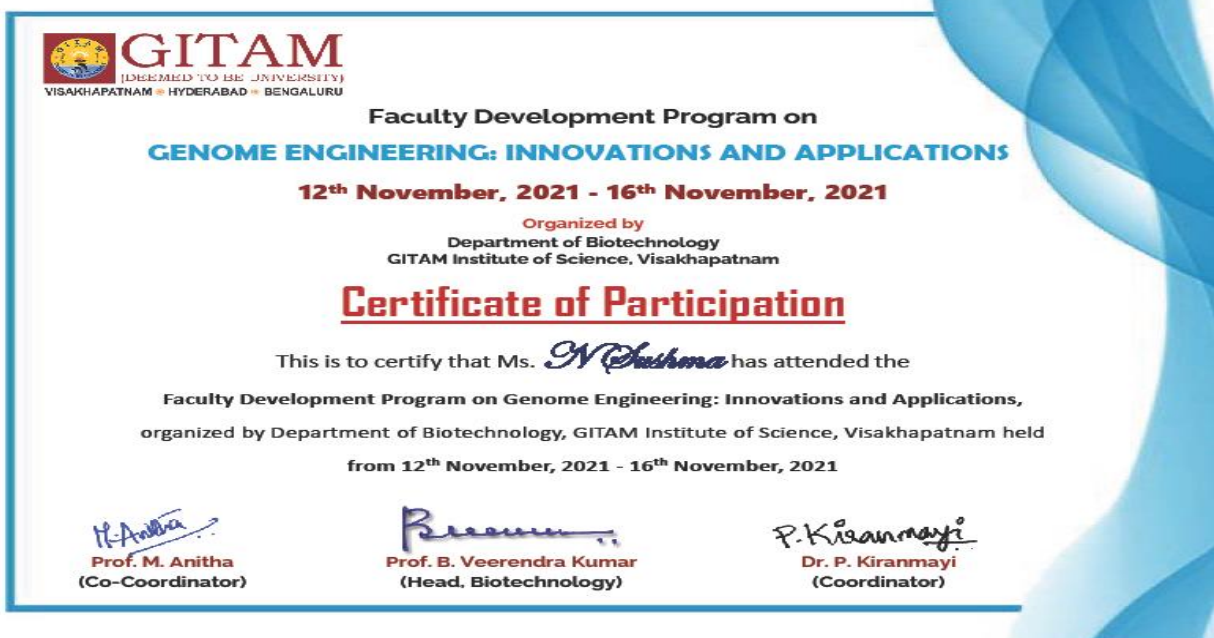 GITAM
GITAM
(DEEMED TO BE UNIVERSITY)
VISAKHAPATNAM HYDERABAD BENGALURU
Faculty Development Program on
GENOME ENGINEERING: INNOVATIONS AND APPLICATIONS
12th November, 2021 - 16th November, 2021
Organized by
Department of Biotechnology
GITAM Institute of Science, Visakhapatnam
Certificate of Participation
This is to certify that Ms. N Sushma has attended the
Faculty Development Program on Genome Engineering: Innovations and Applications,
organized by Department of Biotechnology, GITAM Institute of Science, Visakhapatnam held
from 12th November, 2021 - 16th November, 2021
M. Anitha
P. Kiranmayi
Prof. M. Anitha
Prof. B. Veerendra Kumar
Dr. P. Kiranmayi
(Co-Coordinator)
(Head, Biotechnology)
(Coordinator)